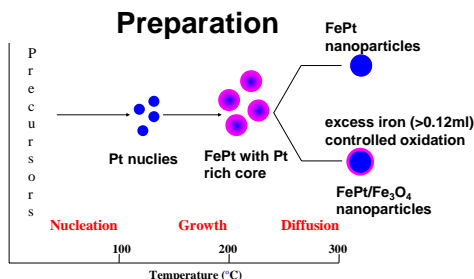 Preparation
Precursors
Pt nuclies
FePt with Pt
rich core
FePt
nanoparticles
excess iron (>0.12ml)
controlled oxidation
FePt/Fe3O4
nanoparticles
Nucleation
Growth
Diffusion
100
200
300
Temperature (°C)